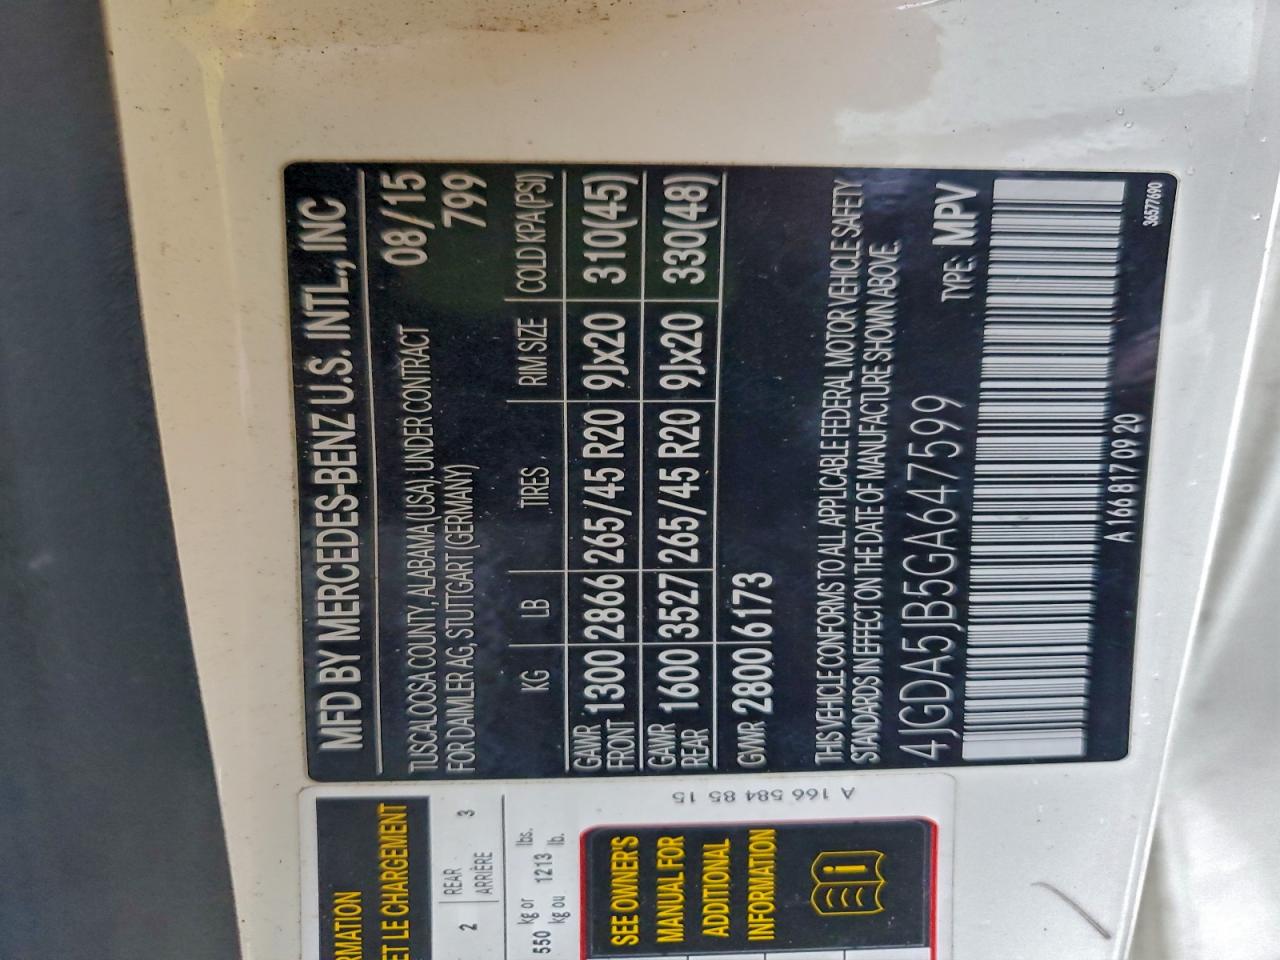 MFD BY MERCEDES-BENZ U.S. INTL., INC
TUSCALOOSA COUNTY, ALABAMA (USA) UNDER CONTRACT 08/15
FOR DAIMLER AG, STUTTGART (GERMANY) 799
KG LB TIRES RIM SIZE COLD KPA(PSI)
GAWR FRONT 1300 2866 265/45 R20 9Jx20 310(45)
GAWR REAR 1600 3527 265/45 R20 9Jx20 330(48)
GVWR 2800 6173
THIS VEHICLE CONFORMS TO ALL APPLICABLE FEDERAL MOTOR VEHICLE SAFETY
STANDARDS IN EFFECT ON THE DATE OF MANUFACTURE SHOWN ABOVE.
4JGDA5JB5GA647599 TYPE: MPV
A 166 817 09 20
36577690
RMATION
ET LE CHARGEMENT
2 REAR 3
ARRIÈRE
550 kg or 1213 lbs.
kg ou lb.
A 166 584 85 15
SEE OWNER'S
MANUAL FOR
ADDITIONAL
INFORMATION